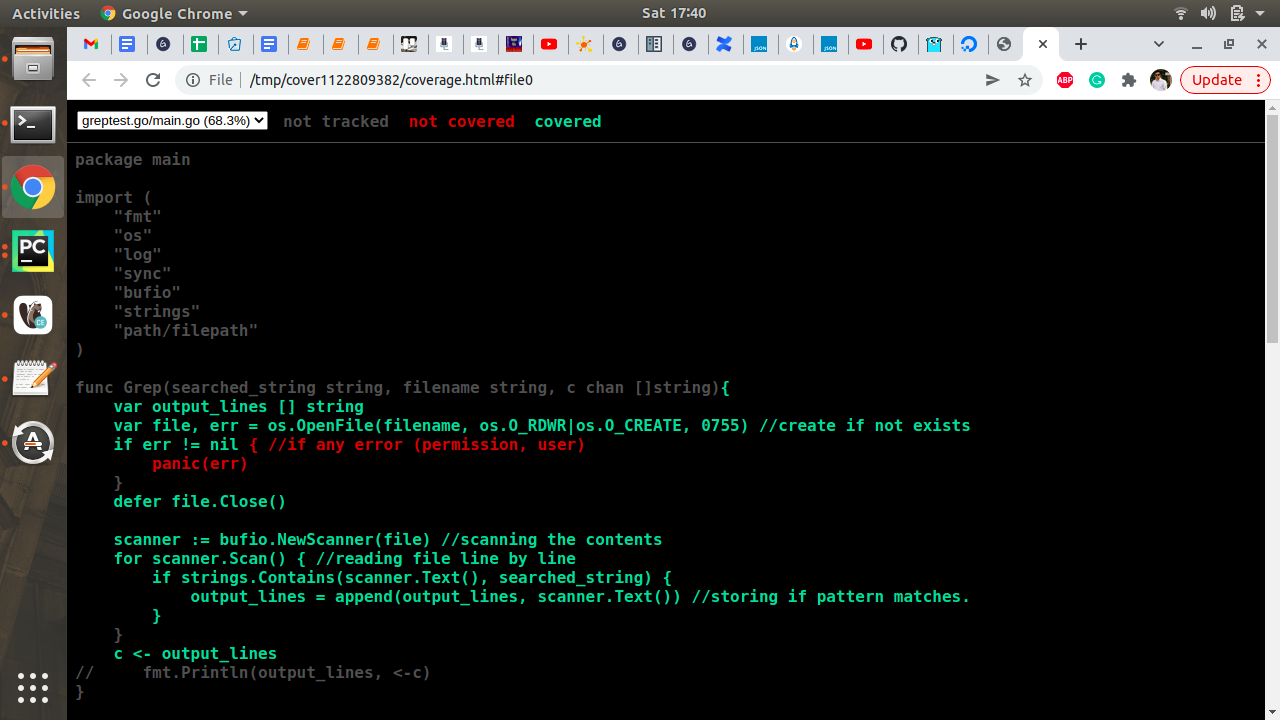 Activities Google Chrome Sat 17:40
File /tmp/cover1122809382/coverage.html#file0 ABP Update
greptest.go/main.go (68.3%) not tracked not covered covered
package main
import (
    "fmt"
    "os"
    "log"
    "sync"
    "bufio"
    "strings"
    "path/filepath"
)
func Grep(searched_string string, filename string, c chan []string){
    var output_lines [] string
    var file, err = os.OpenFile(filename, os.O_RDWR|os.O_CREATE, 0755) //create if not exists
    if err != nil { //if any error (permission, user)
        panic(err)
    }
    defer file.Close()
    scanner := bufio.NewScanner(file) //scanning the contents
    for scanner.Scan() { //reading file line by line
        if strings.Contains(scanner.Text(), searched_string) {
            output_lines = append(output_lines, scanner.Text()) //storing if pattern matches.
        }
    }
    c <- output_lines
//     fmt.Println(output_lines, <-c)
}
PC
CE